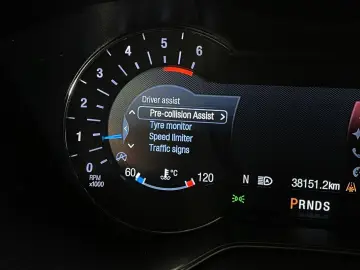 5
6
4
3
2
1
0
RPM
x1000
Driver assist
Pre-collision Assist
Tyre monitor
Speed limiter
Traffic signs
60 °C 120
N 38151.2km
PRNDS